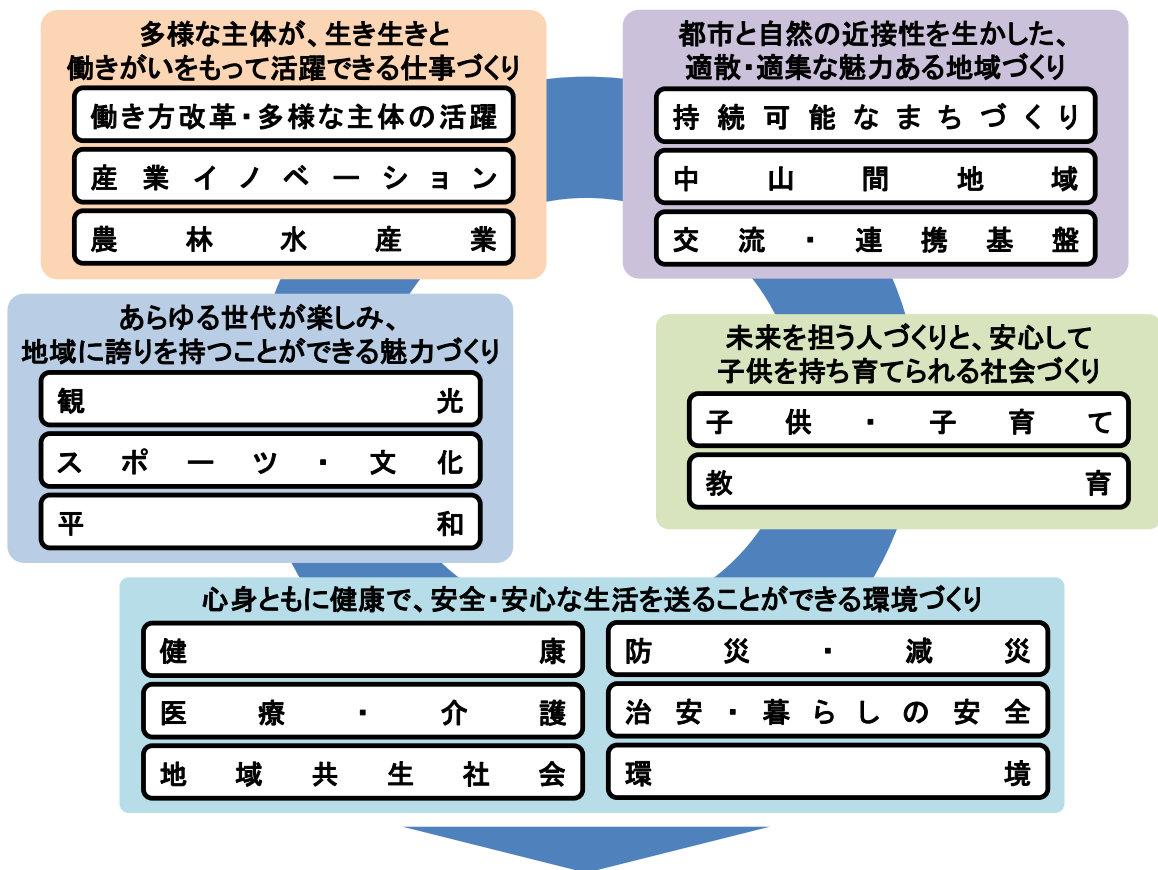 多様な主体が、生き生きと
働きがいをもって活躍できる仕事づくり
働き方改革・多様な主体の活躍
産業イノベーション
農林水産業
都市と自然の近接性を生かした、
適散・適集な魅力ある地域づくり
持続可能なまちづくり
中山間地域
交流・連携基盤
あらゆる世代が楽しみ、
地域に誇りを持つことができる魅力づくり
観光
スポーツ・文化
平和
未来を担う人づくりと、安心して
子供を持ち育てられる社会づくり
子供・子育て
教育
心身ともに健康で、安全・安心な生活を送ることができる環境づくり
健康
医療・介護
地域共生社会
防災・減災
治安・暮らしの安全
環境